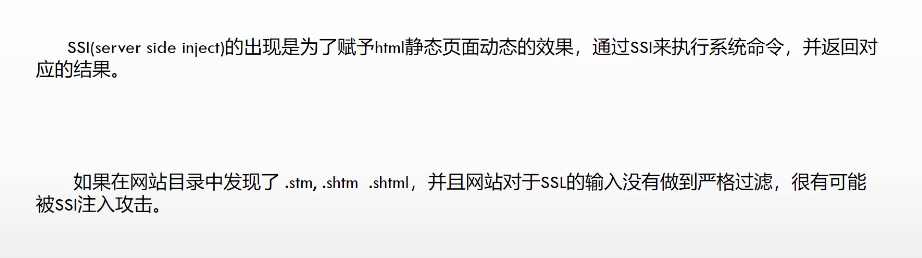 SSI(server side inject)的出现是为了赋予html静态页面动态的效果，通过SSI来执行系统命令，并返回对
应的结果。
如果在网站目录中发现了 .stm, .shtm .shtml，并且网站对于SSL的输入没有做到严格过滤，很有可能
被SSI注入攻击。